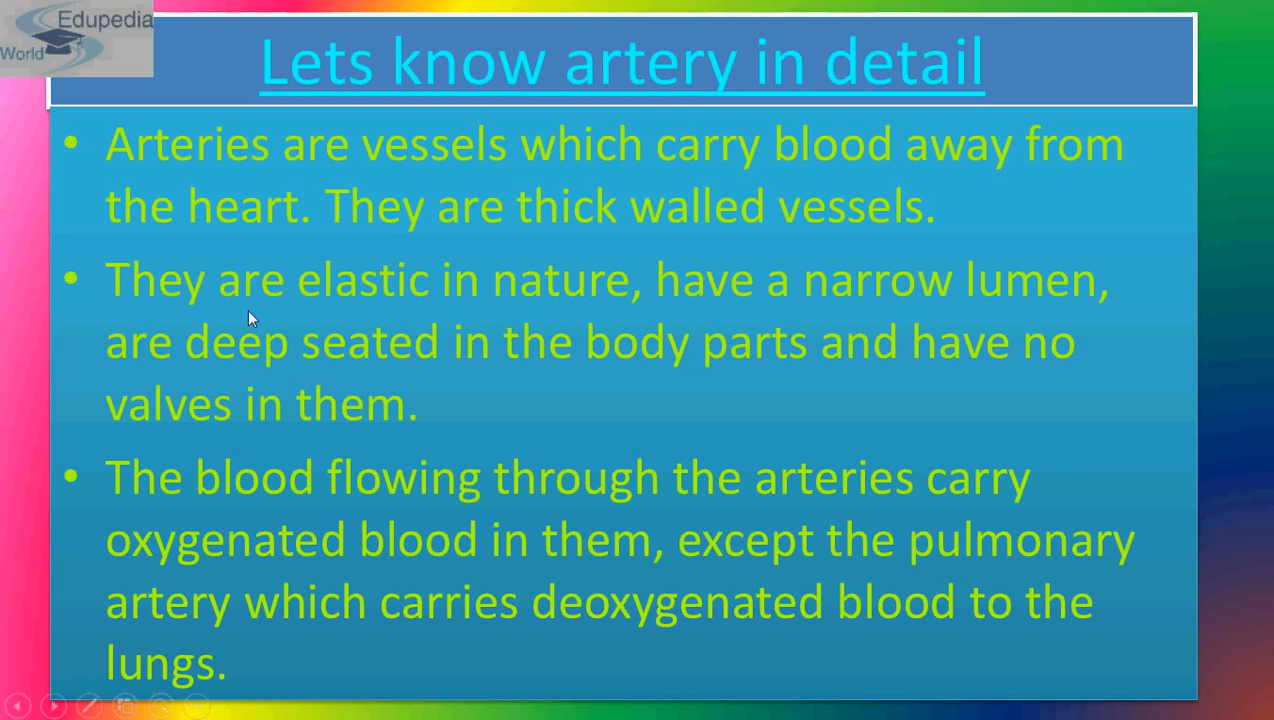 Edupedia
World
Lets know artery in detail
• Arteries are vessels which carry blood away from
the heart. They are thick walled vessels.
• They are elastic in nature, have a narrow lumen,
are deep seated in the body parts and have no
valves in them.
• The blood flowing through the arteries carry
oxygenated blood in them, except the pulmonary
artery which carries deoxygenated blood to the
lungs.